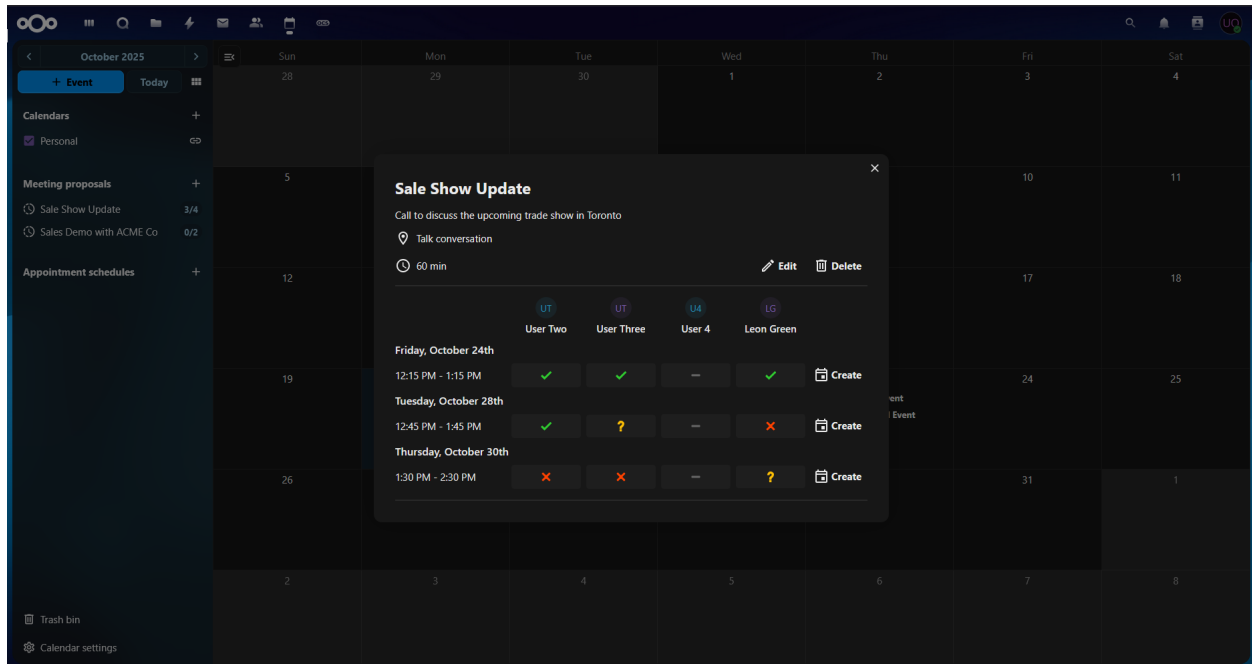 UO
October 2025
+ Event Today
Calendars
Personal
Meeting proposals
Sale Show Update 3/4
Sales Demo with ACME Co 0/2
Appointment schedules
Trash bin
Calendar settings
Sun Mon Tue Wed Thu Fri Sat
28 29 30 1 2 3 4
5 10 11
12 17 18
19 24 25
vent
Event
26 31 1
2 3 4 5 6 7 8
Sale Show Update
Call to discuss the upcoming trade show in Toronto
Talk conversation
60 min Edit Delete
UT UT U4 LG
User Two User Three User 4 Leon Green
Friday, October 24th
12:15 PM - 1:15 PM Create
Tuesday, October 28th
12:45 PM - 1:45 PM ? Create
Thursday, October 30th
1:30 PM - 2:30 PM ? Create